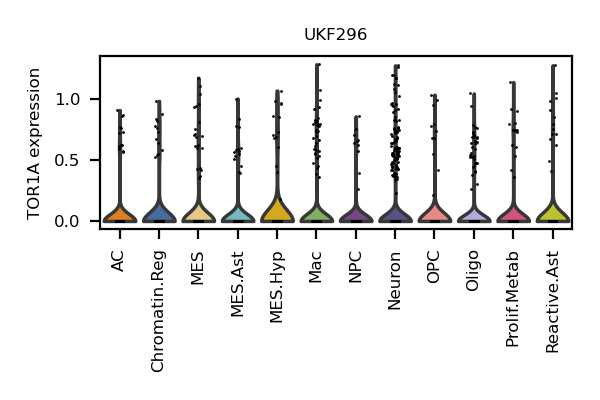 UKF296
TOR1A expression
1.0
0.5
0.0
AC
Chromatin.Reg
MES
MES.Ast
MES.Hyp
Mac
NPC
Neuron
OPC
Oligo
Prolif.Metab
Reactive.Ast